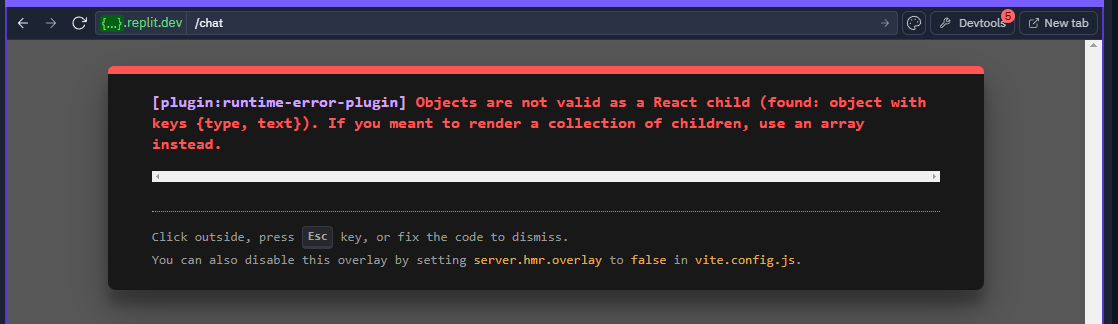 {...}.replit.dev /chat Devtools 5 New tab
[plugin:runtime-error-plugin] Objects are not valid as a React child (found: object with
keys {type, text}). If you meant to render a collection of children, use an array
instead.
Click outside, press Esc key, or fix the code to dismiss.
You can also disable this overlay by setting server.hmr.overlay to false in vite.config.js.